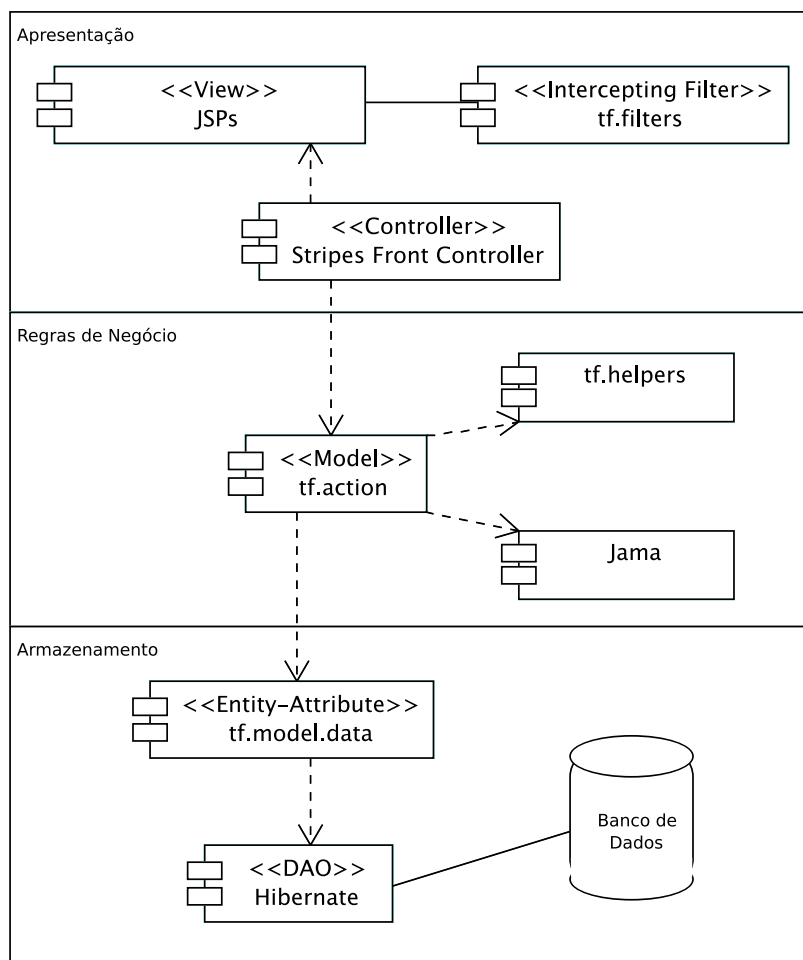 Apresentação
<<View>>
JSPs
<<Intercepting Filter>>
tf.filters
<<Controller>>
Stripes Front Controller
Regras de Negócio
tf.helpers
<<Model>>
tf.action
Jama
Armazenamento
<<Entity-Attribute>>
tf.model.data
Banco de
Dados
<<DAO>>
Hibernate